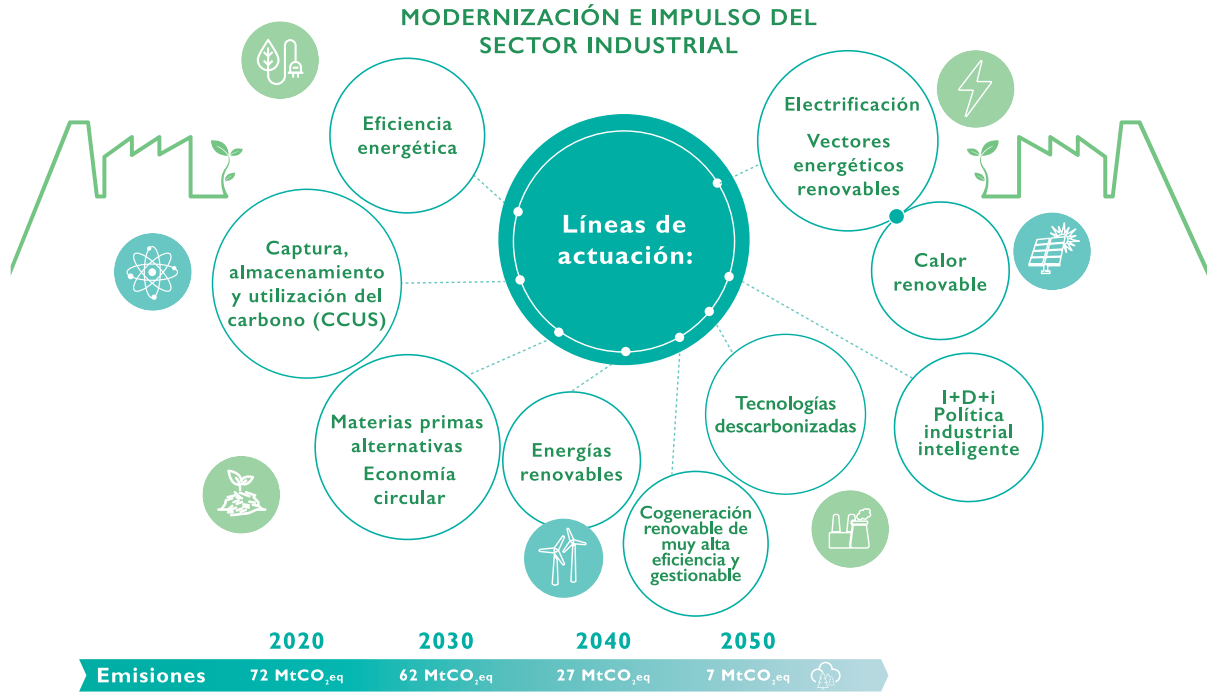 MODERNIZACIÓN E IMPULSO DEL
SECTOR INDUSTRIAL
Eficiencia
energética
Electrificación
Vectores
energéticos
renovables
Líneas de
actuación:
Captura,
almacenamiento
y utilización del
carbono (CCUS)
Calor
renovable
Materias primas
alternativas
Economía
circular
Energías
renovables
Cogeneración
renovable de
muy alta
eficiencia y
gestionable
Tecnologías
descarbonizadas
I+D+i
Política
industrial
inteligente
2020 2030 2040 2050
Emisiones 72 MtCO₂eq 62 MtCO₂eq 27 MtCO₂eq 7 MtCO₂eq